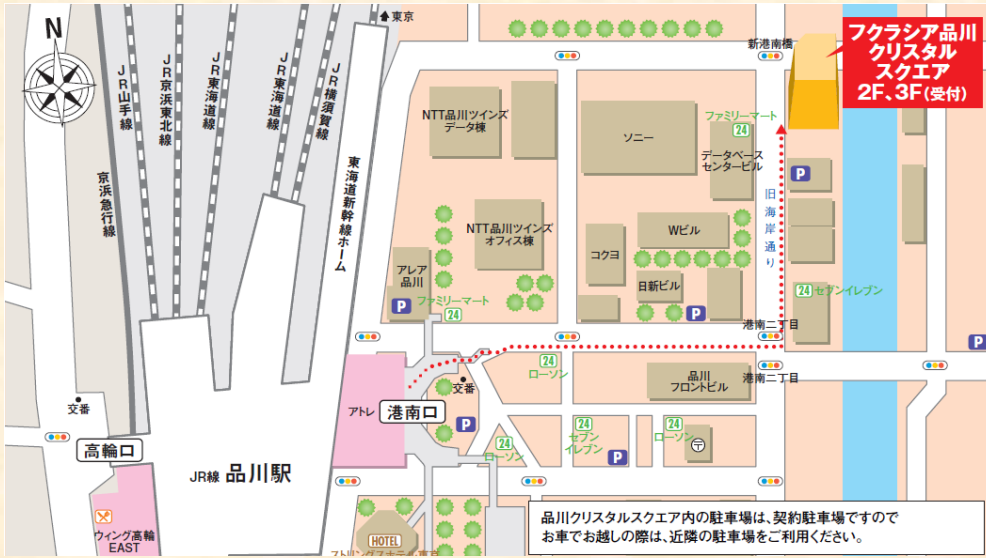 N
東京
JR山手線
JR京浜東北線
JR東海道線
JR東海道線
JR横須賀線
東海道新幹線ホーム
京浜急行線
新港南橋
フクラシア品川
クリスタル
スクエア
2F、3F(受付)
NTT品川ツインズ
データ棟
ソニー
ファミリーマート
24
データベース
センタービル
P
旧海岸通り
NTT品川ツインズ
オフィス棟
コクヨ
Wビル
日新ビル
P
アレア
品川
P
ファミリーマート
24
24 セブンイレブン
港南二丁目
P
24
ローソン
交番
品川
フロントビル
港南二丁目
アトレ
港南口
P
24
ローソン
24
セブン
イレブン
P
24
ローソン
〒
交番
高輪口
JR線 品川駅
ウィング高輪
EAST
HOTEL
ストリングスホテル東京
品川クリスタルスクエア内の駐車場は、契約駐車場ですので
お車でお越しの際は、近隣の駐車場をご利用ください。